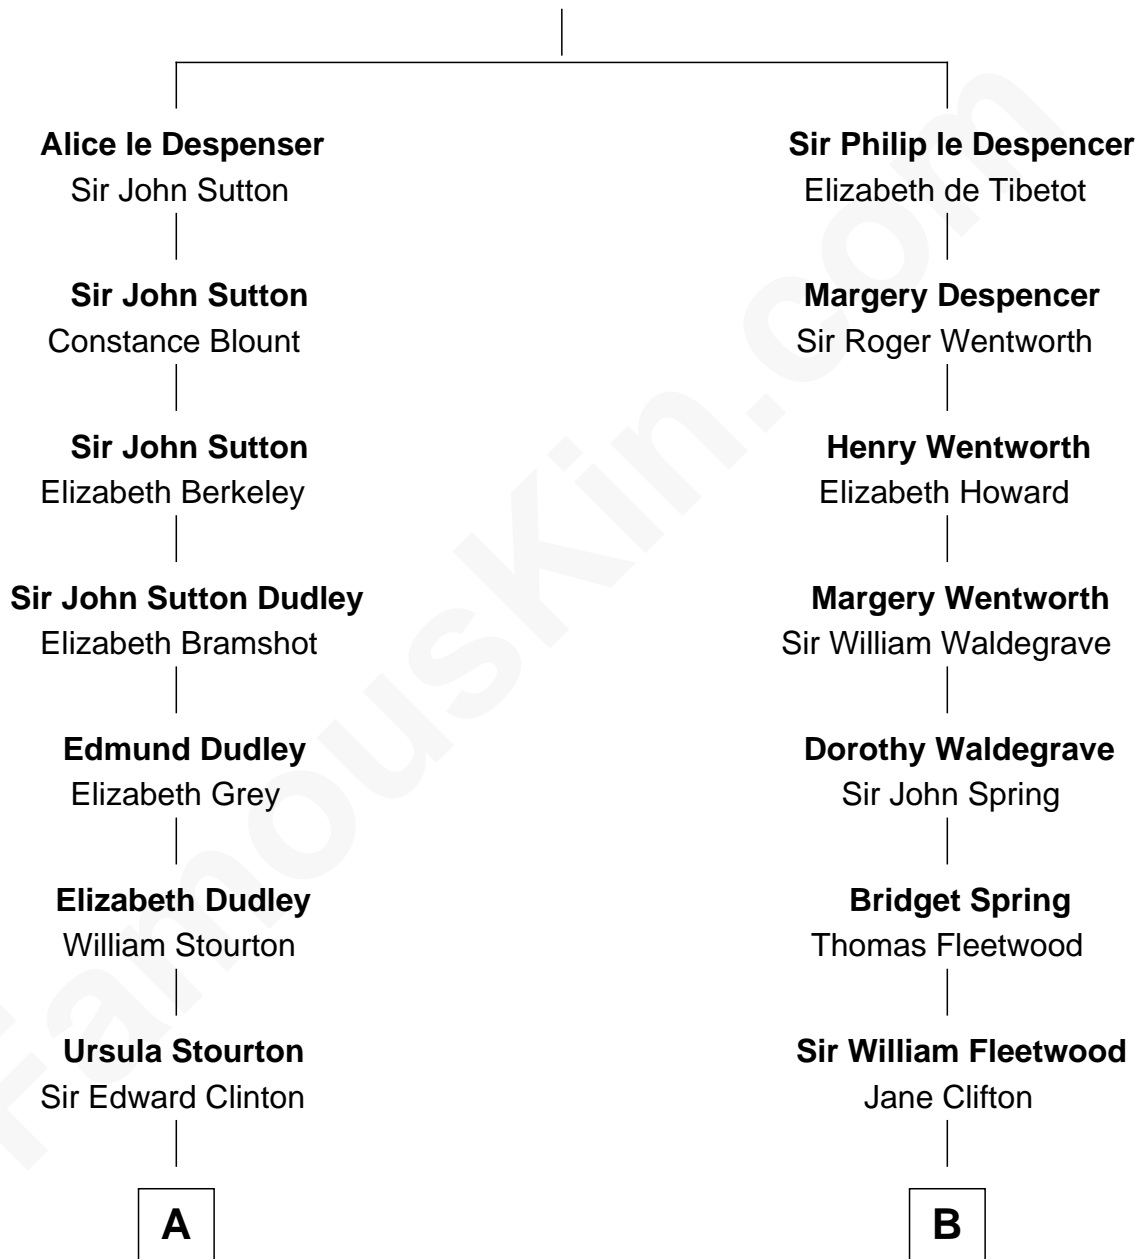 Alice le Despenser
Sir John Sutton
Sir Philip le Despencer
Elizabeth de Tibetot
Sir John Sutton
Constance Blount
Margery Despencer
Sir Roger Wentworth
Sir John Sutton
Elizabeth Berkeley
Henry Wentworth
Elizabeth Howard
Sir John Sutton Dudley
Elizabeth Bramshot
Margery Wentworth
Sir William Waldegrave
Edmund Dudley
Elizabeth Grey
Dorothy Waldegrave
Sir John Spring
Elizabeth Dudley
William Stourton
Bridget Spring
Thomas Fleetwood
Ursula Stourton
Sir Edward Clinton
Sir William Fleetwood
Jane Clifton
A
B
FamousKin.com